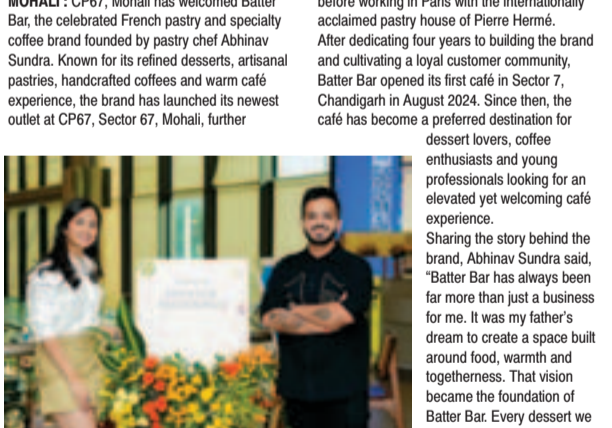 MOHALI : CP67, Mohali has welcomed Batter
Bar, the celebrated French pastry and specialty
coffee brand founded by pastry chef Abhinav
Sundra. Known for its refined desserts, artisanal
pastries, handcrafted coffees and warm café
experience, the brand has launched its newest
outlet at CP67, Sector 67, Mohali, further
before working in Paris with the internationally
acclaimed pastry house of Pierre Hermé.
After dedicating four years to building the brand
and cultivating a loyal customer community,
Batter Bar opened its first café in Sector 7,
Chandigarh in August 2024. Since then, the
café has become a preferred destination for
dessert lovers, coffee
enthusiasts and young
professionals looking for an
elevated yet welcoming café
experience.
Sharing the story behind the
brand, Abhinav Sundra said,
“Batter Bar has always been
far more than just a business
for me. It was my father’s
dream to create a space built
around food, warmth and
togetherness. That vision
became the foundation of
Batter Bar. Every dessert we